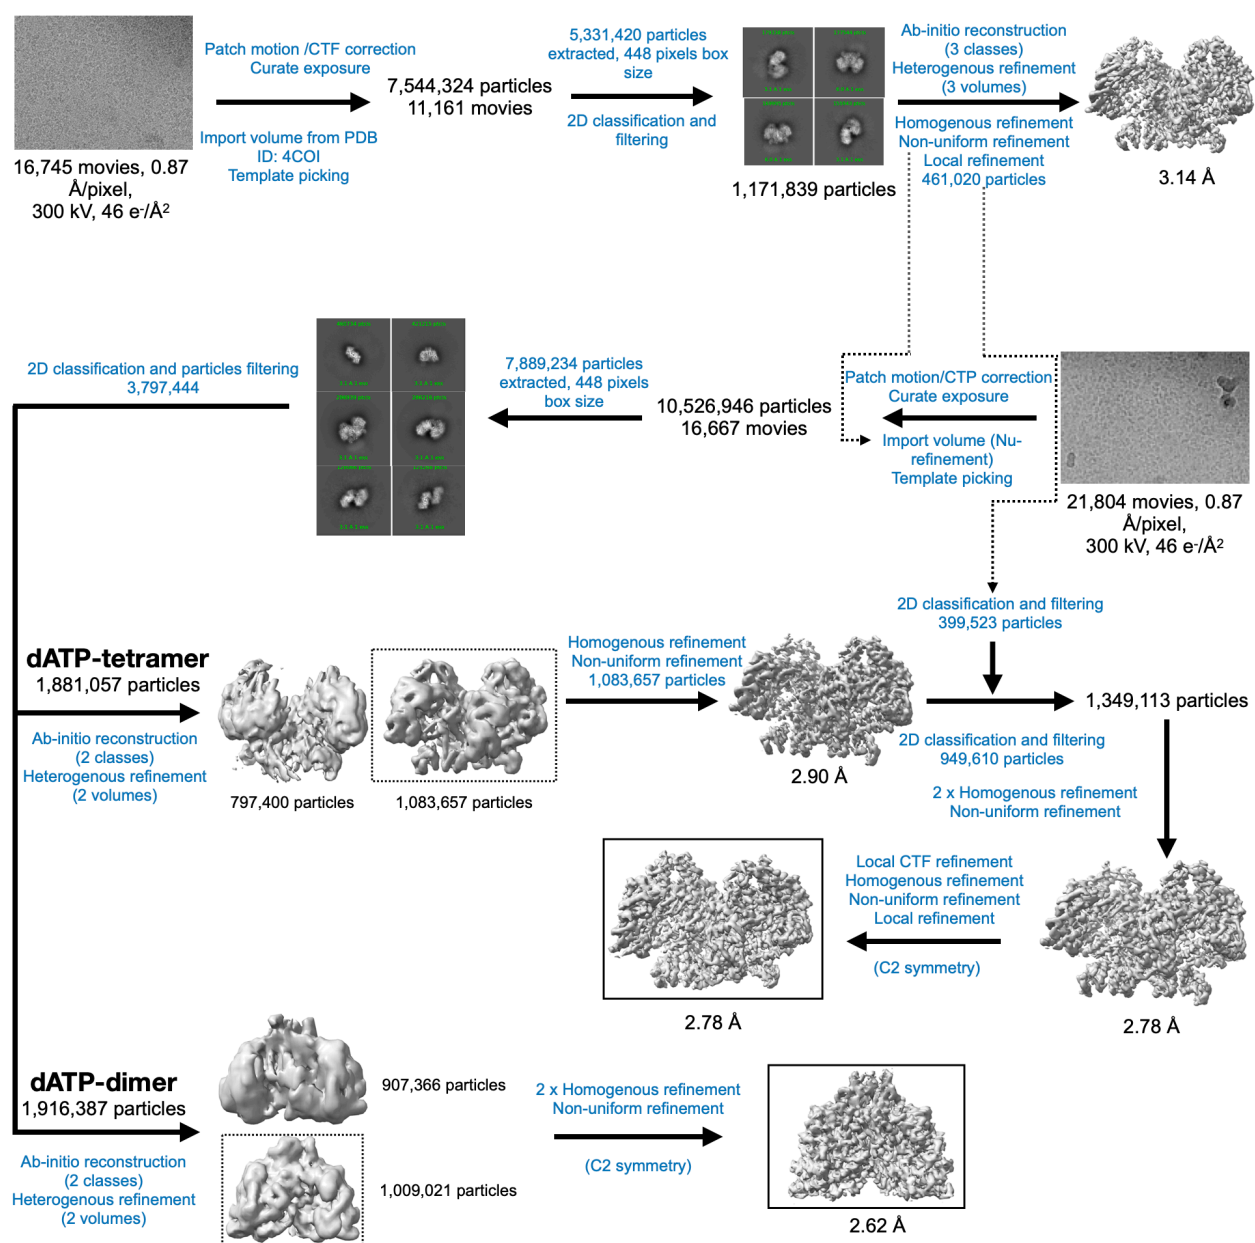 Patch motion /CTF correction
Curate exposure
Import volume from PDB
ID: 4COI
Template picking
16,745 movies, 0.87
Å/pixel,
300 kV, 46 e-/Å2
7,544,324 particles
11,161 movies
5,331,420 particles
extracted, 448 pixels box
size
2D classification and
filtering
1,171,839 particles
Ab-initio reconstruction
(3 classes)
Heterogenous refinement
(3 volumes)
Homogenous refinement
Non-uniform refinement
Local refinement
461,020 particles
3.14 Å
2D classification and particles filtering
3,797,444
7,889,234 particles
extracted, 448 pixels
box size
10,526,946 particles
16,667 movies
Patch motion/CTP correction
Curate exposure
Import volume (Nu-
refinement)
Template picking
21,804 movies, 0.87
Å/pixel,
300 kV, 46 e-/Å2
2D classification and filtering
399,523 particles
dATP-tetramer
1,881,057 particles
Ab-initio reconstruction
(2 classes)
Heterogenous refinement
(2 volumes)
797,400 particles
1,083,657 particles
Homogenous refinement
Non-uniform refinement
1,083,657 particles
2.90 Å
1,349,113 particles
2D classification and filtering
949,610 particles
2 x Homogenous refinement
Non-uniform refinement
Local CTF refinement
Homogenous refinement
Non-uniform refinement
Local refinement
(C2 symmetry)
2.78 Å
2.78 Å
dATP-dimer
1,916,387 particles
Ab-initio reconstruction
(2 classes)
Heterogenous refinement
(2 volumes)
907,366 particles
1,009,021 particles
2 x Homogenous refinement
Non-uniform refinement
(C2 symmetry)
2.62 Å